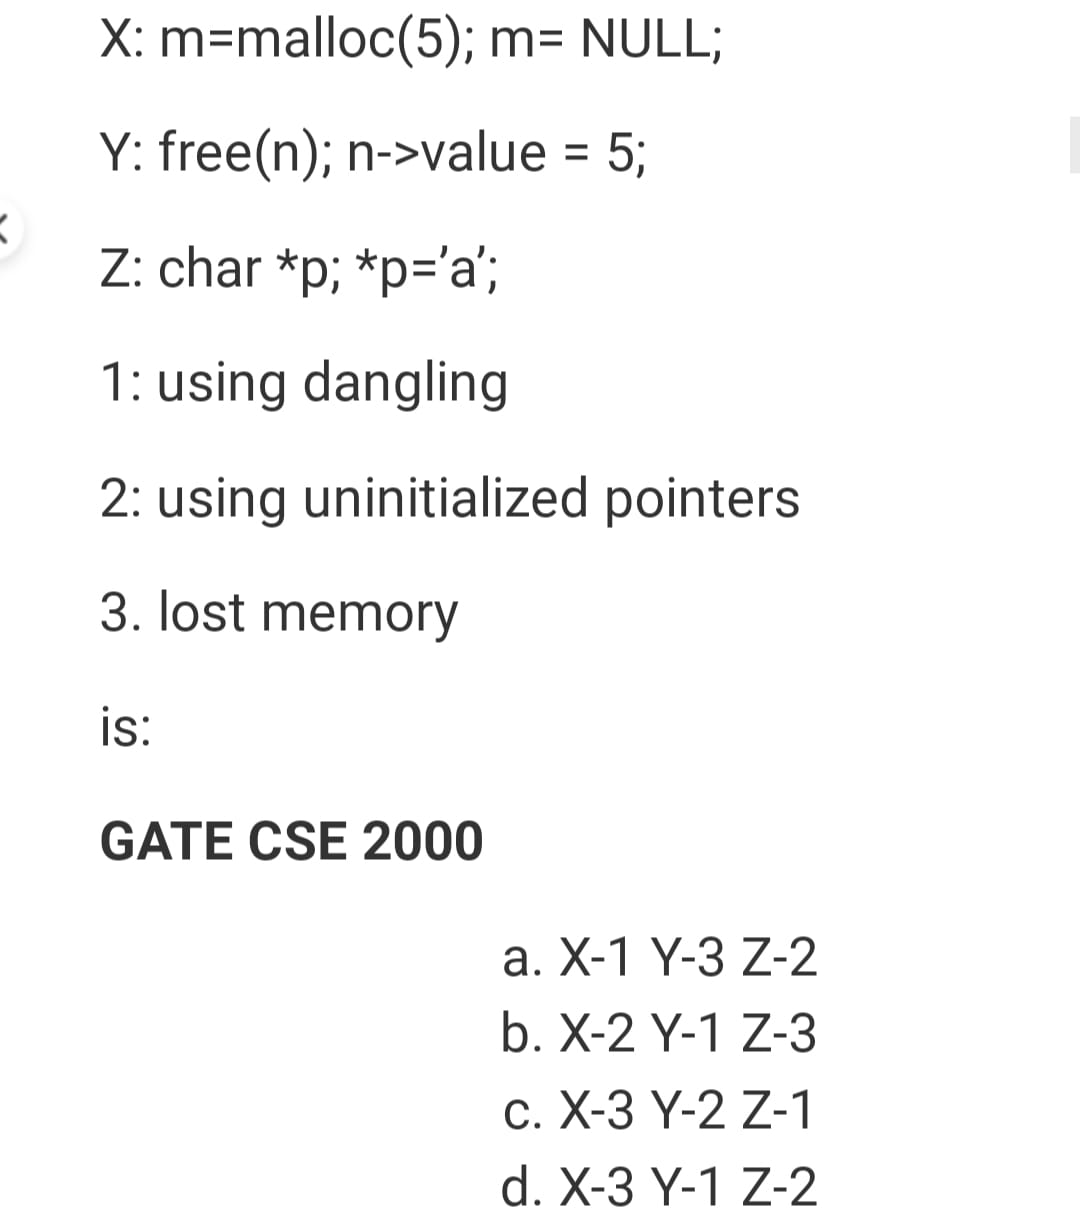 X: m=malloc(5); m= NULL;
Y: free(n); n->value = 5;
Z: char *p; *p=’a’;
1: using dangling
2: using uninitialized pointers
3. lost memory
is:
GATE CSE 2000
a. X-1 Y-3 Z-2
b. X-2 Y-1 Z-3
c. X-3 Y-2 Z-1
d. X-3 Y-1 Z-2